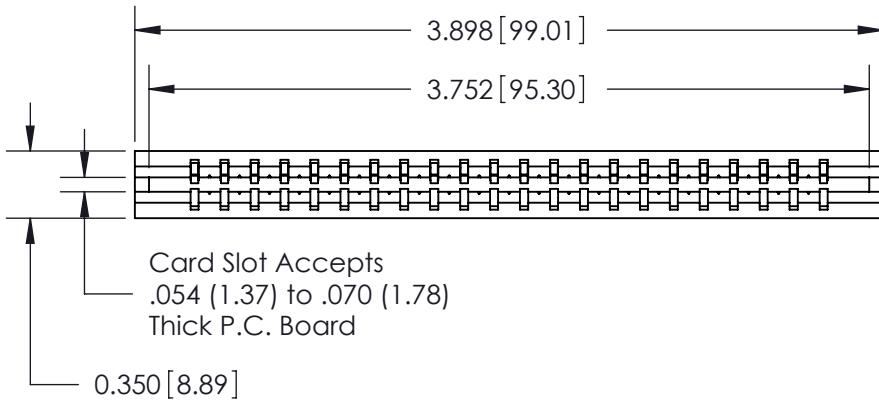 3.898 [99.01]
3.752 [95.30]
Card Slot Accepts
.054 (1.37) to .070 (1.78)
Thick P.C. Board
0.350 [8.89]